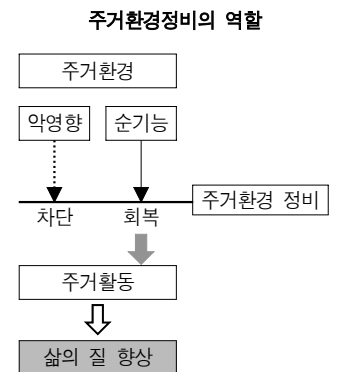 주거환경정비의 역할
주거환경
악영향 순기능
주거환경 정비
차단 회복
주거활동
삶의 질 향상